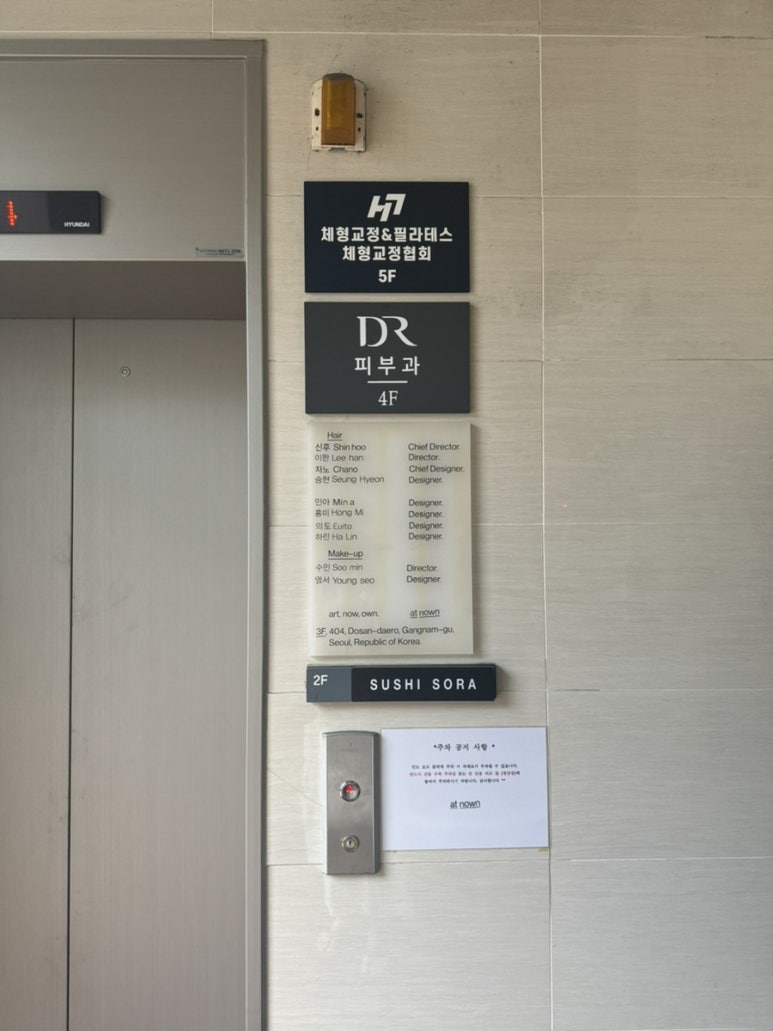 HYUNDAI
체형교정&필라테스
체형교정협회
5F
DR
피부과
4F
Hair
신후 Shin hoo Chief Director.
이한 Lee han Director.
차노 Chano Chief Designer.
승현 Seung Hyeon Designer.
민아 Min a Designer.
홍미 Hong Mi Designer.
의토 Euito Designer.
하린 Ha Lin Designer.
Make-up
수민 Soo min Director.
영서 Young seo Designer.
art, now, own. at nown
3F, 404, Dosan-daero, Gangnam-gu,
Seoul, Republic of Korea.
2F SUSHI SORA
*주차 공지 사항 *
at nown